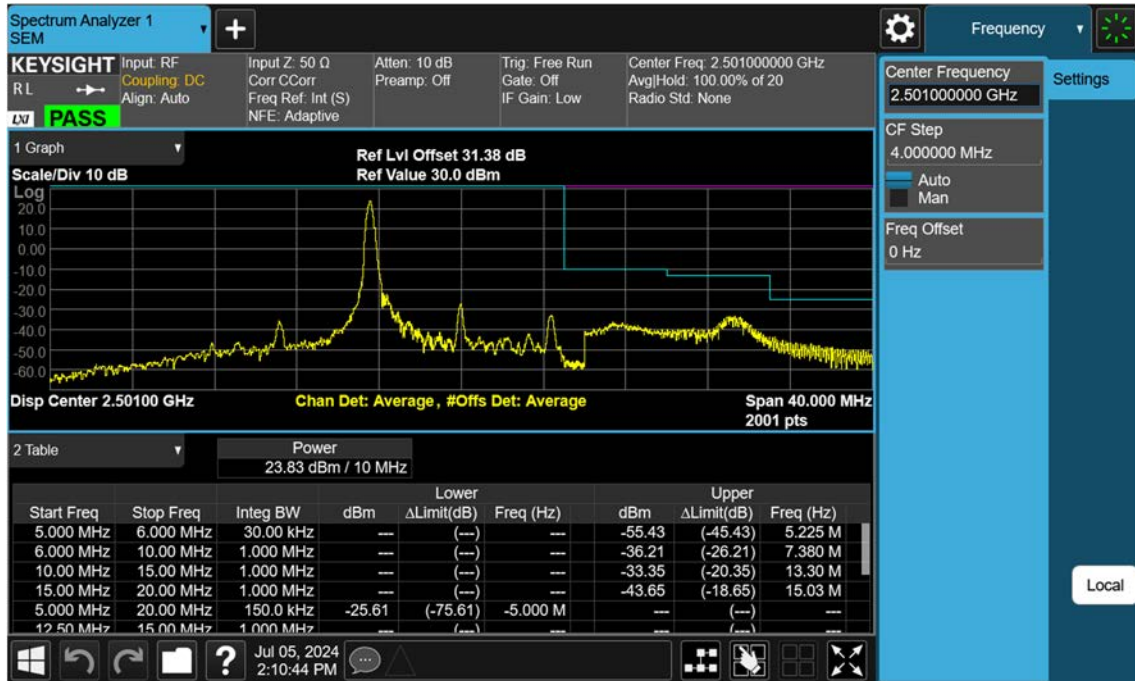 Spectrum Analyzer 1
SEM
+
Frequency
KEYSIGHT
RL
LXI
PASS
Input: RF
Coupling: DC
Align: Auto
Input Z: 50 Ω
Corr CCorr
Freq Ref: Int (S)
NFE: Adaptive
Atten: 10 dB
Preamp: Off
Trig: Free Run
Gate: Off
IF Gain: Low
Center Freq: 2.501000000 GHz
Avg|Hold: 100.00% of 20
Radio Std: None
Center Frequency
2.501000000 GHz
Settings
CF Step
4.000000 MHz
Auto
Man
Freq Offset
0 Hz
Local
1 Graph
Scale/Div 10 dB
Ref Lvl Offset 31.38 dB
Ref Value 30.0 dBm
Log
20.0
10.0
0.00
-10.0
-20.0
-30.0
-40.0
-50.0
-60.0
Disp Center 2.50100 GHz
Chan Det: Average, #Offs Det: Average
Span 40.000 MHz
2001 pts
2 Table
Power
23.83 dBm / 10 MHz
Lower Upper
Start Freq Stop Freq Integ BW dBm ΔLimit(dB) Freq (Hz) dBm ΔLimit(dB) Freq (Hz)
5.000 MHz 6.000 MHz 30.00 kHz --- (---) --- -55.43 (-45.43) 5.225 M
6.000 MHz 10.00 MHz 1.000 MHz --- (---) --- -36.21 (-26.21) 7.380 M
10.00 MHz 15.00 MHz 1.000 MHz --- (---) --- -33.35 (-20.35) 13.30 M
15.00 MHz 20.00 MHz 1.000 MHz --- (---) --- -43.65 (-18.65) 15.03 M
5.000 MHz 20.00 MHz 150.0 kHz -25.61 (-75.61) -5.000 M --- (---) ---
12.50 MHz 15.00 MHz 1.000 MHz --- (---) --- --- (---) ---
?
Jul 05, 2024
2:10:44 PM